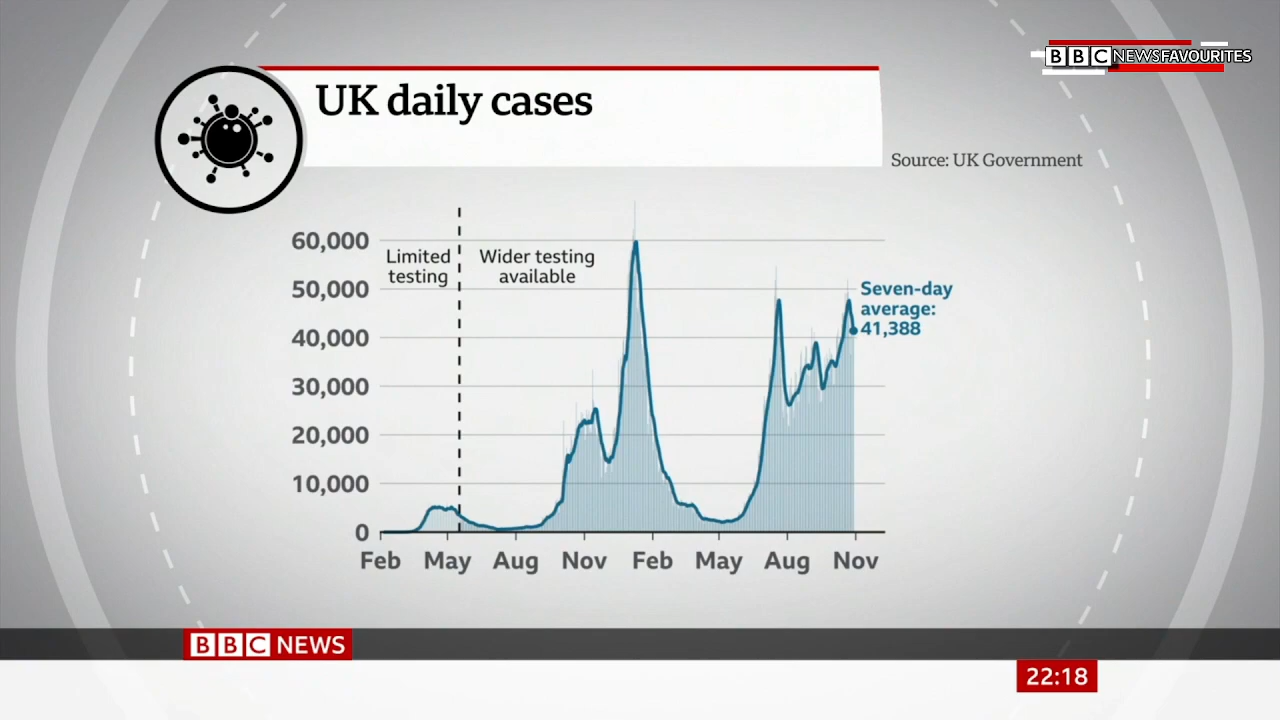 BBC NEWSFAVOURITES
UK daily cases
Source: UK Government
60,000
50,000
40,000
30,000
20,000
10,000
0
Limited
testing
Wider testing
available
Seven-day
average:
41,388
Feb May Aug Nov Feb May Aug Nov
BBC NEWS
22:18